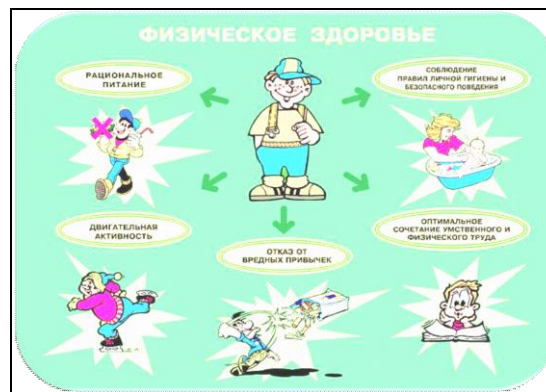 ФИЗИЧЕСКОЕ ЗДОРОВЬЕ
РАЦИОНАЛЬНОЕ
ПИТАНИЕ
СОБЛЮДЕНИЕ
ПРАВИЛ ЛИЧНОЙ ГИГИЕНЫ И
БЕЗОПАСНОГО ПОВЕДЕНИЯ
ДВИГАТЕЛЬНАЯ
АКТИВНОСТЬ
ОТКАЗ ОТ
ВРЕДНЫХ ПРИВЫЧЕК
ОПТИМАЛЬНОЕ
СОЧЕТАНИЕ УМСТВЕННОГО И
ФИЗИЧЕСКОГО ТРУДА